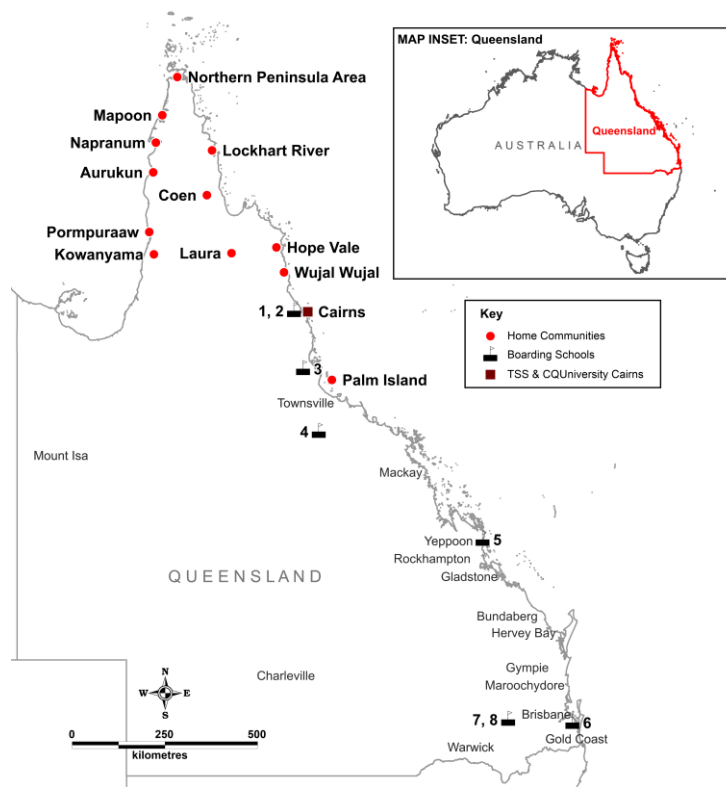 MAP INSET: Queensland
Queensland
AUSTRALIA
Northern Peninsula Area
Mapoon
Napranum
Lockhart River
Aurukun
Coen
Pormpuraaw
Hope Vale
Kowanyama
Laura
Wujal Wujal
1, 2
Cairns
Key
Home Communities
Boarding Schools
TSS & CQUniversity Cairns
3
Palm Island
Townsville
4
Mount Isa
Mackay
Yeppoon
5
Rockhampton
Gladstone
QUEENSLAND
Bundaberg
Hervey Bay
Gympie
Charleville
Maroochydore
N
W E
S
7, 8
Brisbane
6
Gold Coast
Warwick
0 250 500
kilometres